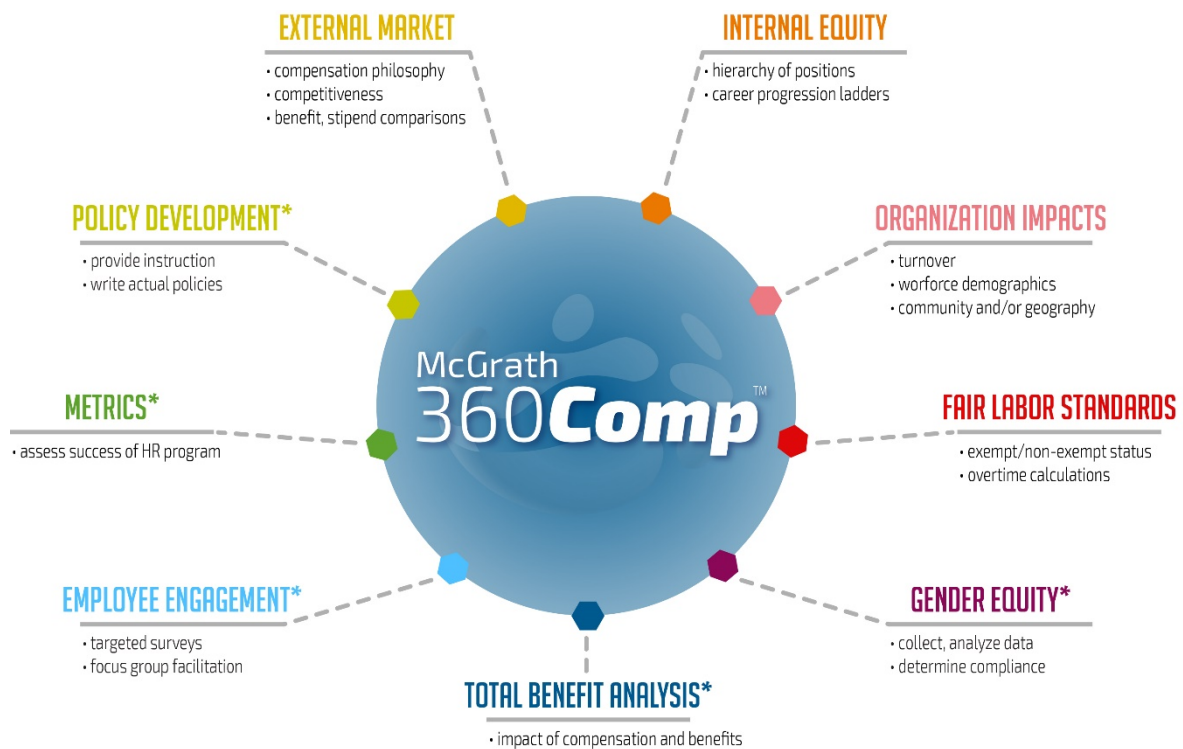 EXTERNAL MARKET
• compensation philosophy
• competitiveness
• benefit, stipend comparisons
INTERNAL EQUITY
• hierarchy of positions
• career progression ladders
POLICY DEVELOPMENT*
• provide instruction
• write actual policies
ORGANIZATION IMPACTS
• turnover
• worforce demographics
• community and/or geography
McGrath
360Comp™
METRICS*
• assess success of HR program
FAIR LABOR STANDARDS
• exempt/non-exempt status
• overtime calculations
EMPLOYEE ENGAGEMENT*
• targeted surveys
• focus group facilitation
GENDER EQUITY*
• collect, analyze data
• determine compliance
TOTAL BENEFIT ANALYSIS*
• impact of compensation and benefits